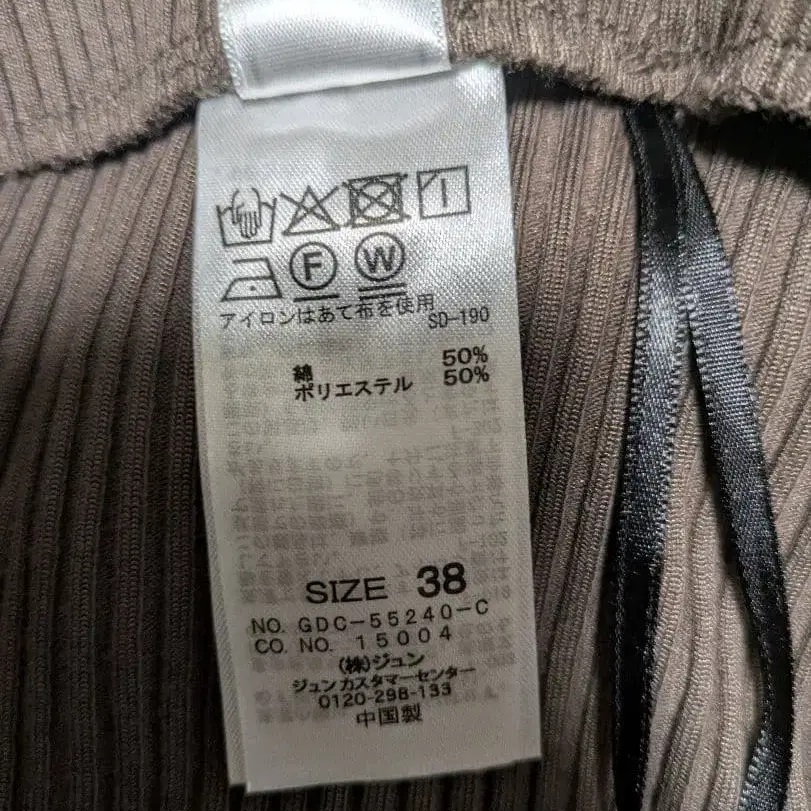 F W
アイロンはあて布を使用
SD-190
綿 50%
ポリエステル 50%
SIZE 38
NO. GDC-55240-C
CO. NO. 15004
(株)ジュン
ジュン カスタマーセンター
0120-298-133
中国製